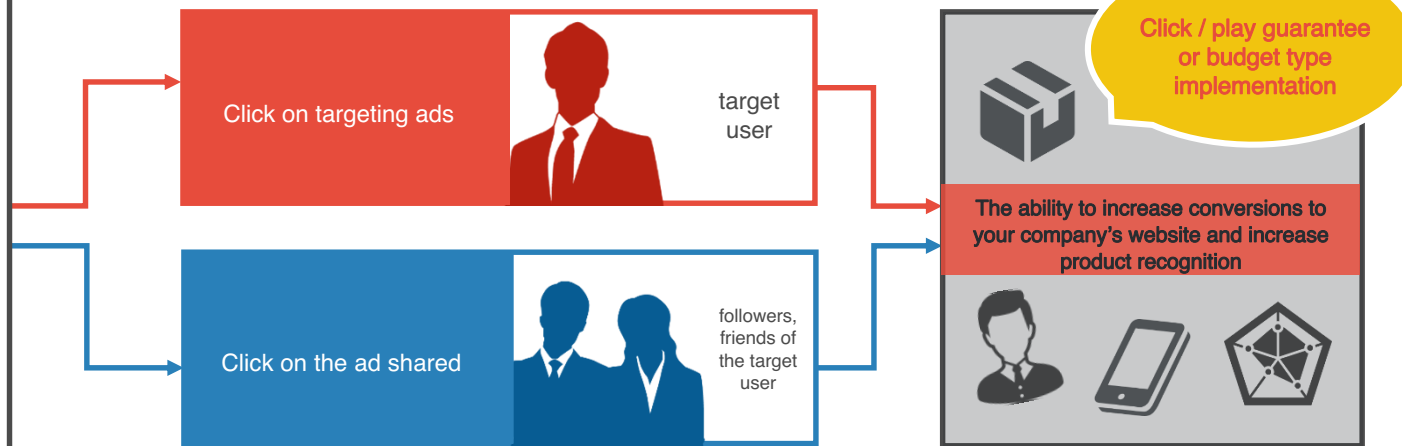 Click on targeting ads
target
user
Click / play guarantee
or budget type
implementation
The ability to increase conversions to
your company's website and increase
product recognition
Click on the ad shared
followers,
friends of
the target
user